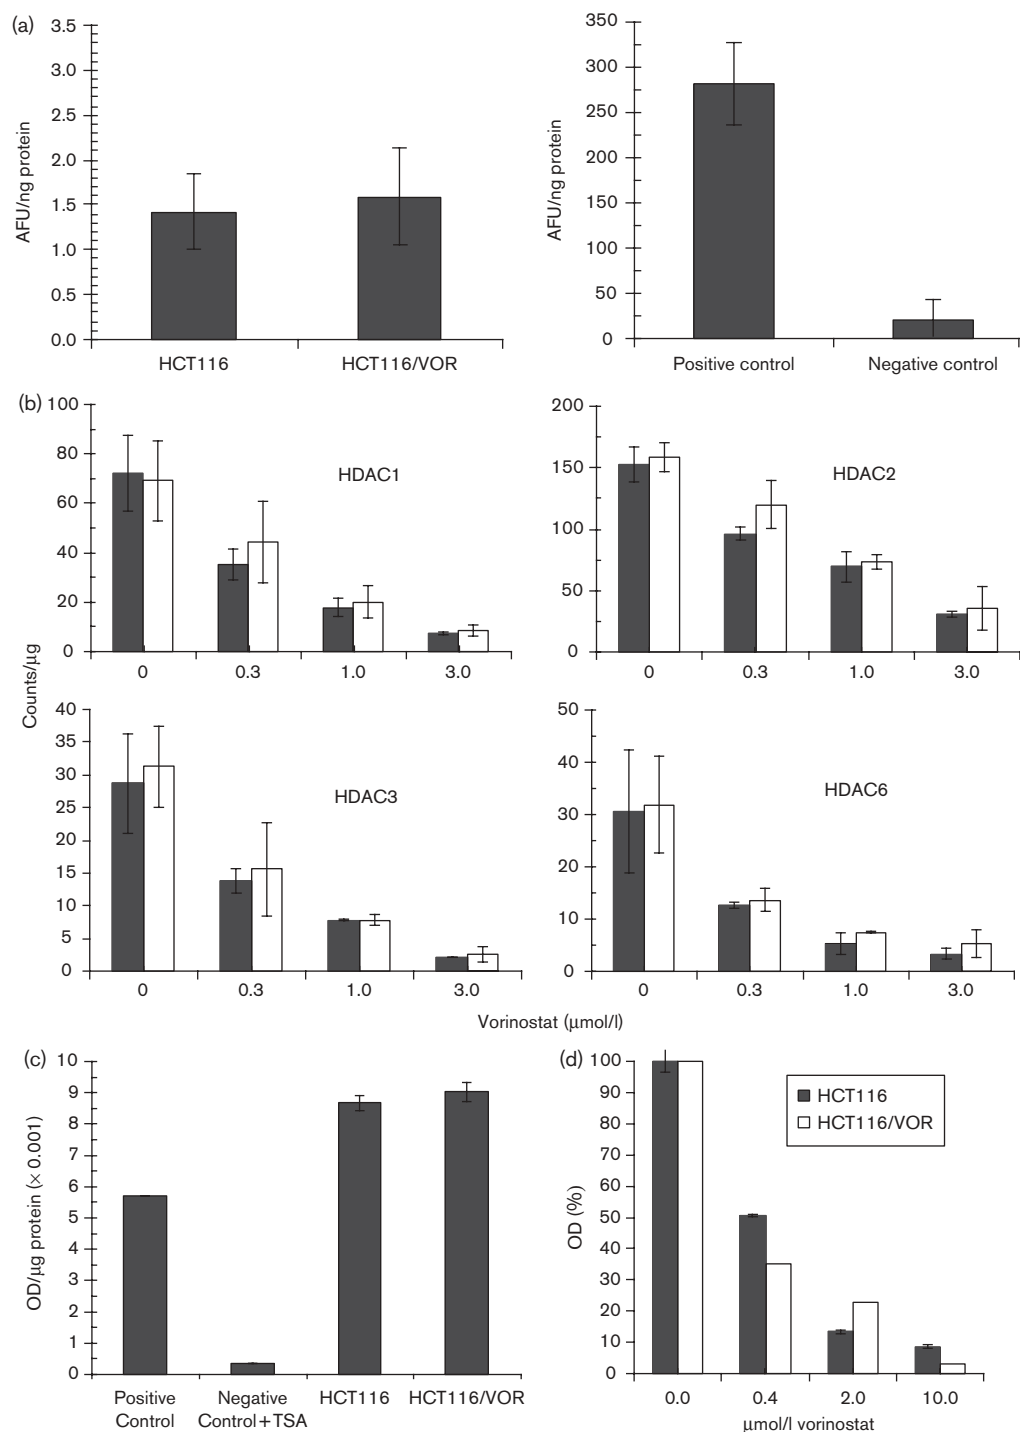 (a)
3.5
3.0
2.5
2.0
1.5
1.0
0.5
0.0
AFU/ng protein
HCT116 HCT116/VOR
350
300
250
200
150
100
50
0
AFU/ng protein
Positive control Negative control
(b)
Counts/µg
100
80
60
40
20
0
HDAC1
0 0.3 1.0 3.0
200
150
100
50
0
HDAC2
0 0.3 1.0 3.0
40
35
30
25
20
15
10
5
0
HDAC3
0 0.3 1.0 3.0
50
40
30
20
10
0
HDAC6
0 0.3 1.0 3.0
Vorinostat (µmol/l)
(c)
10
9
8
7
6
5
4
3
2
1
0
OD/µg protein (× 0.001)
Positive Negative HCT116 HCT116/VOR
Control Control+TSA
(d)
100
90
80
70
60
50
40
30
20
10
0
OD (%)
HCT116
HCT116/VOR
0.0 0.4 2.0 10.0
µmol/l vorinostat